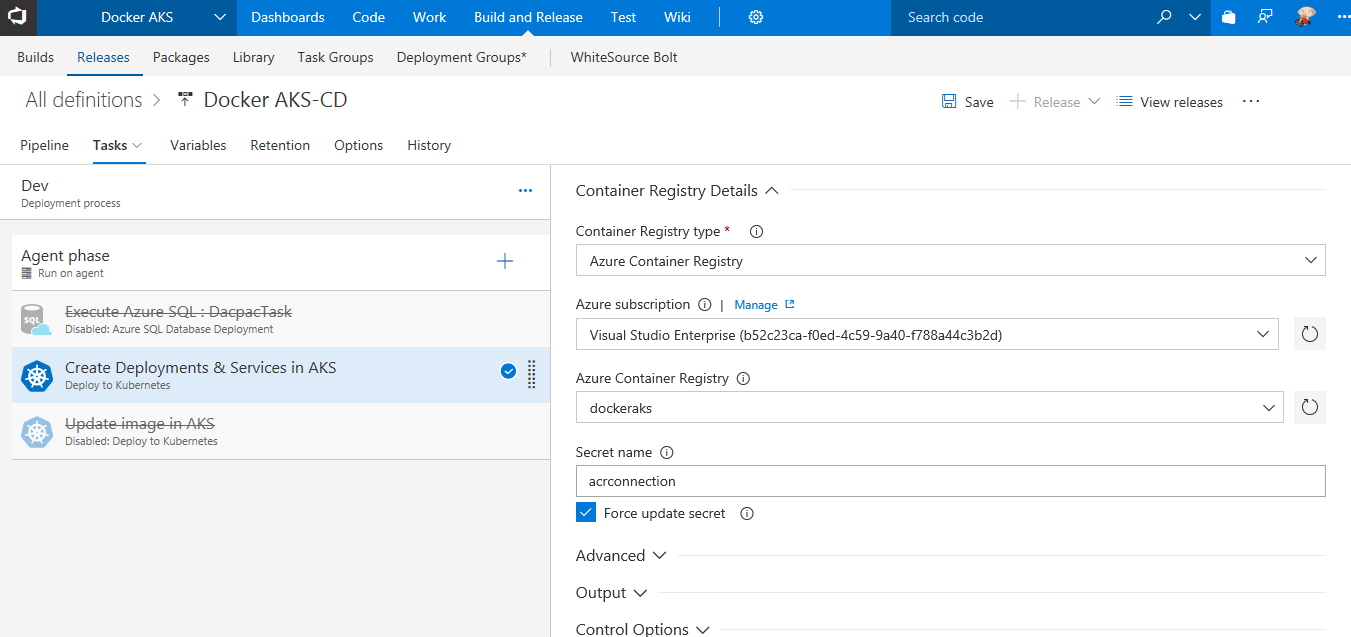 Docker AKS
Dashboards Code Work Build and Release Test Wiki
Search code
Builds Releases Packages Library Task Groups Deployment Groups* WhiteSource Bolt
All definitions > Docker AKS-CD
Save Release View releases
Pipeline Tasks Variables Retention Options History
Dev
Deployment process
Agent phase
Run on agent
SQL
Execute Azure SQL : DacpacTask
Disabled: Azure SQL Database Deployment
Create Deployments & Services in AKS
Deploy to Kubernetes
Update image in AKS
Disabled: Deploy to Kubernetes
Container Registry Details
Container Registry type *
Azure Container Registry
Azure subscription | Manage
Visual Studio Enterprise (b52c23ca-f0ed-4c59-9a40-f788a44c3b2d)
Azure Container Registry
dockeraks
Secret name
acrconnection
Force update secret
Advanced
Output
Control Options